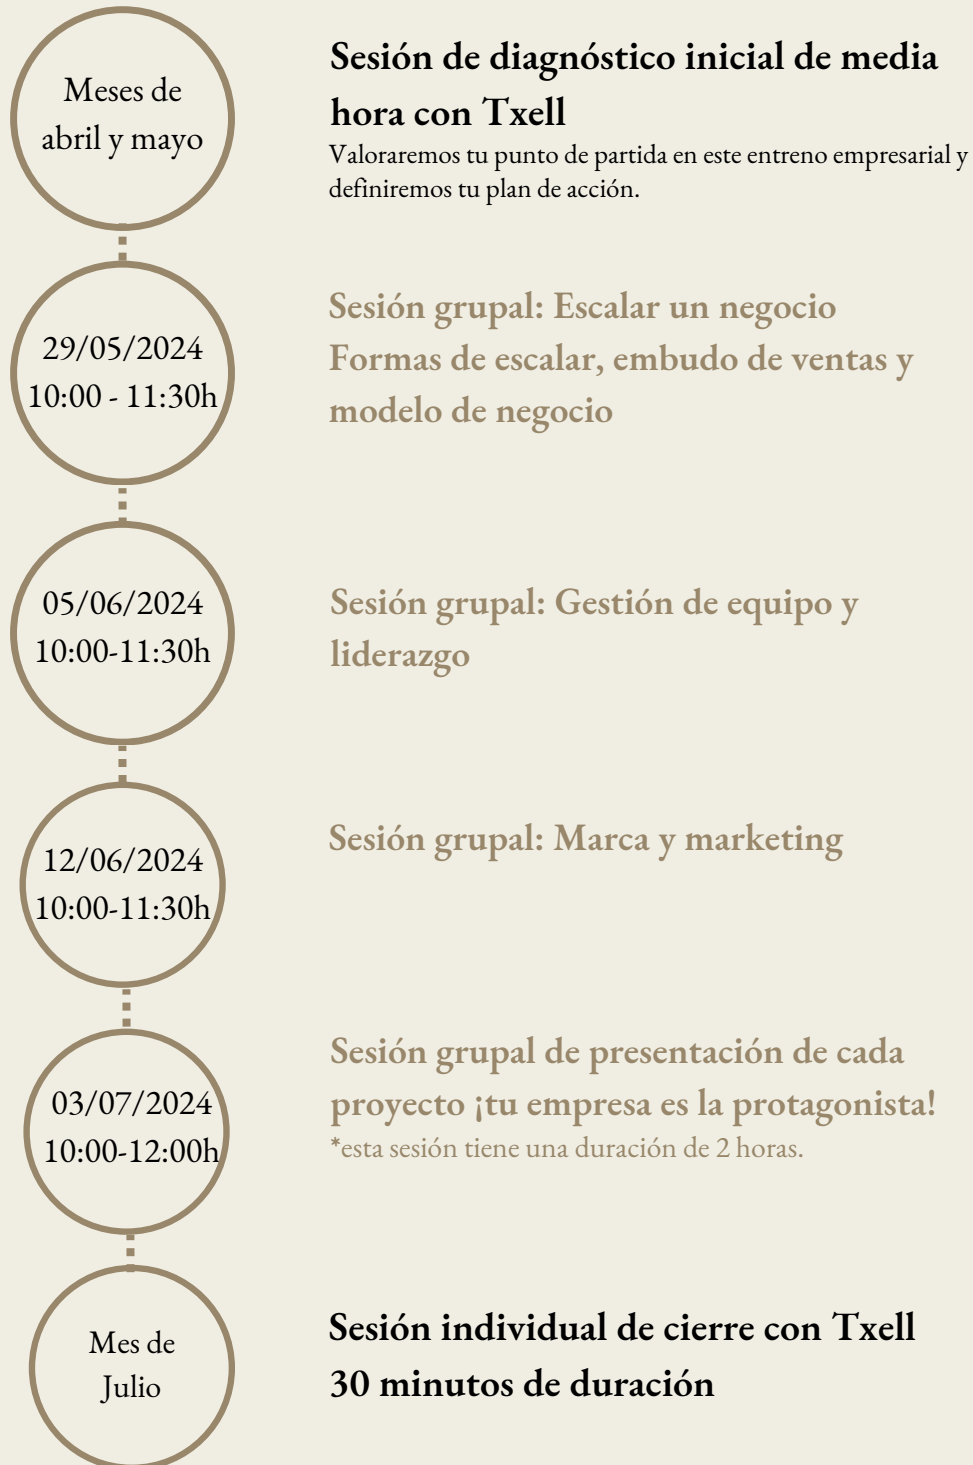 Meses de
abril y mayo
Sesión de diagnóstico inicial de media
hora con Txell
Valoraremos tu punto de partida en este entreno empresarial y
definiremos tu plan de acción.
29/05/2024
10:00 - 11:30h
Sesión grupal: Escalar un negocio
Formas de escalar, embudo de ventas y
modelo de negocio
05/06/2024
10:00-11:30h
Sesión grupal: Gestión de equipo y
liderazgo
12/06/2024
10:00-11:30h
Sesión grupal: Marca y marketing
03/07/2024
10:00-12:00h
Sesión grupal de presentación de cada
proyecto ¡tu empresa es la protagonista!
*esta sesión tiene una duración de 2 horas.
Mes de
Julio
Sesión individual de cierre con Txell
30 minutos de duración